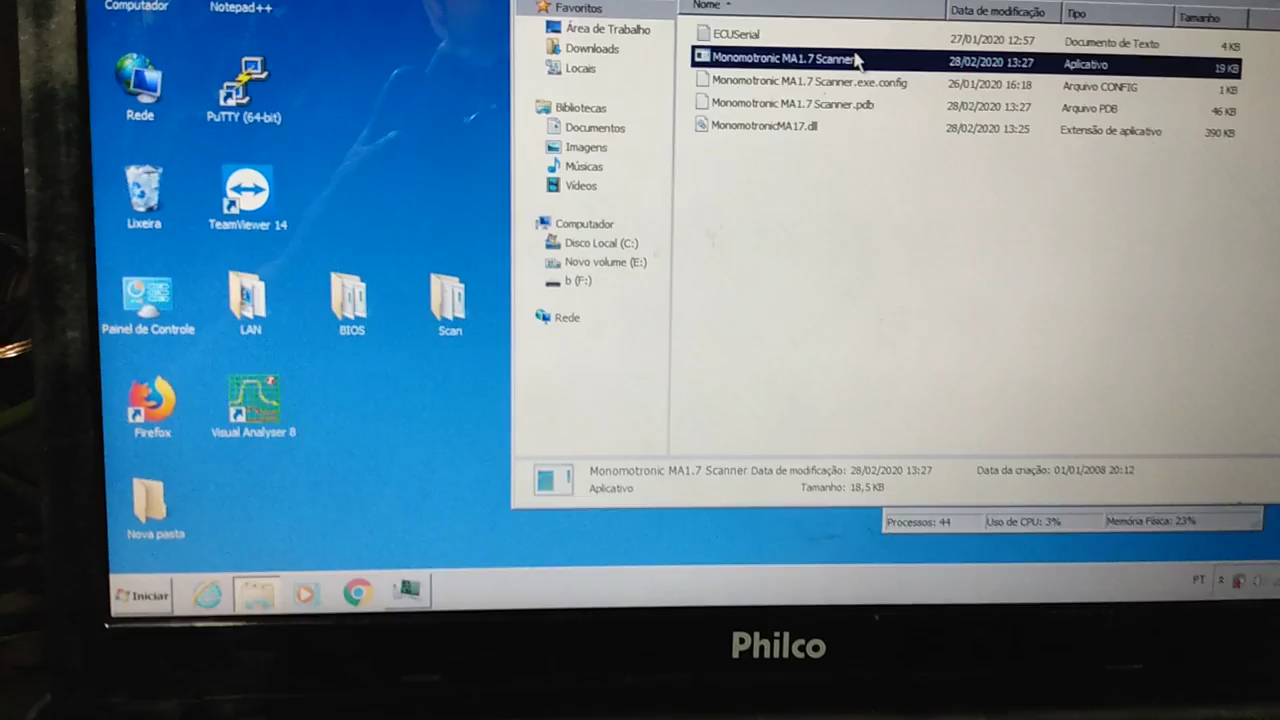 Computador
Notepad++
Rede
PuTTY (64-bit)
Lixeira
TeamViewer 14
Painel de Controle
LAN
BIOS
Scan
Firefox
Visual Analyser 8
Nova pasta
Favoritos
Área de Trabalho
Downloads
Locais
Bibliotecas
Documentos
Imagens
Músicas
Vídeos
Computador
Disco Local (C:)
Novo volume (E:)
b (F:)
Rede
Nome Data de modificação Tipo Tamanho
ECUSerial 27/01/2020 12:57 Documento de Texto 4 KB
Monomotronic MA1.7 Scanner 28/02/2020 13:27 Aplicativo 19 KB
Monomotronic MA1.7 Scanner.exe.config 26/01/2020 16:18 Arquivo CONFIG 1 KB
Monomotronic MA1.7 Scanner.pdb 28/02/2020 13:27 Arquivo PDB 46 KB
MonomotronicMA17.dll 28/02/2020 13:25 Extensão de aplicativo 390 KB
Monomotronic MA1.7 Scanner Data de modificação: 28/02/2020 13:27 Data da criação: 01/01/2008 20:12
Aplicativo Tamanho: 18,5 KB
Processos: 44 Uso de CPU: 3% Memória Física: 23%
Iniciar
PT
Philco